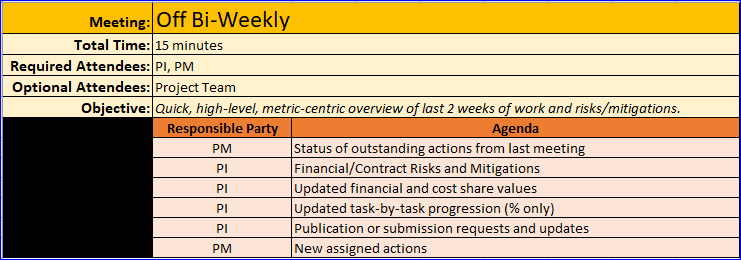 Meeting: Off Bi-Weekly
Total Time: 15 minutes
Required Attendees: PI, PM
Optional Attendees: Project Team
Objective: Quick, high-level, metric-centric overview of last 2 weeks of work and risks/mitigations.
Responsible Party Agenda
PM Status of outstanding actions from last meeting
PI Financial/Contract Risks and Mitigations
PI Updated financial and cost share values
PI Updated task-by-task progression (% only)
PI Publication or submission requests and updates
PM New assigned actions